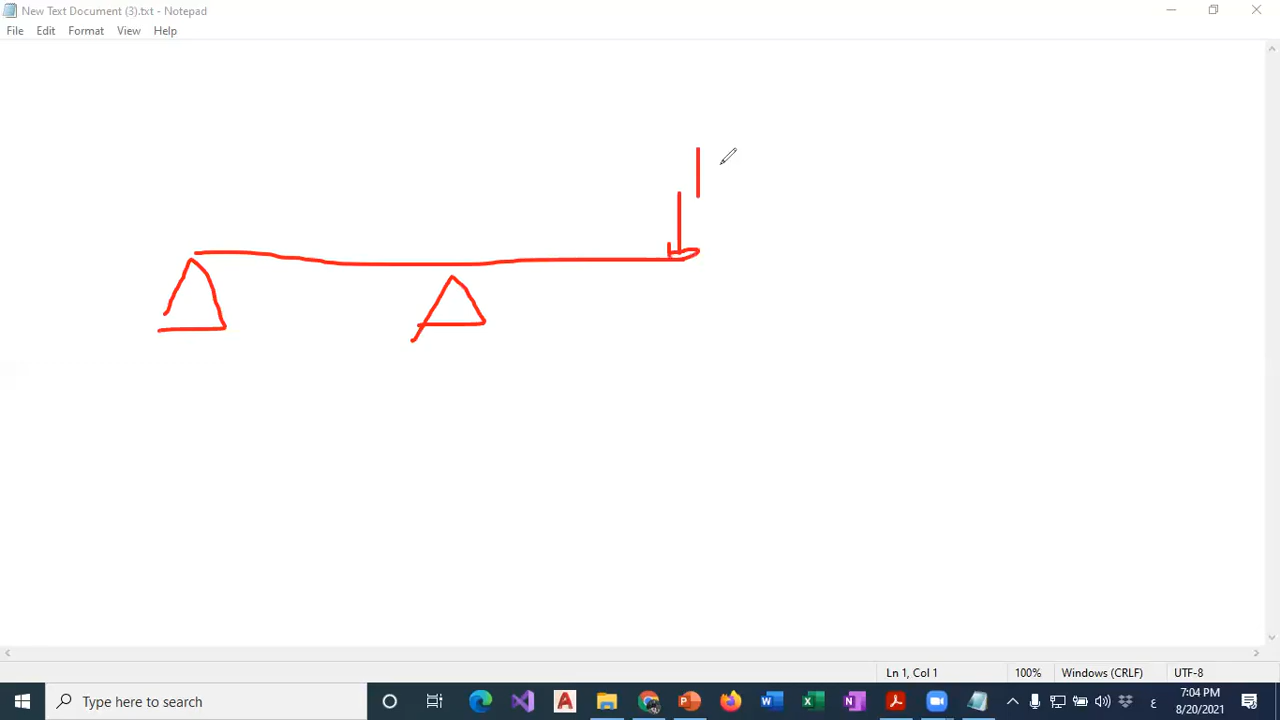 New Text Document (3).txt - Notepad
File Edit Format View Help
Ln 1, Col 1 100% Windows (CRLF) UTF-8
Type here to search
ع 7:04 PM
8/20/2021